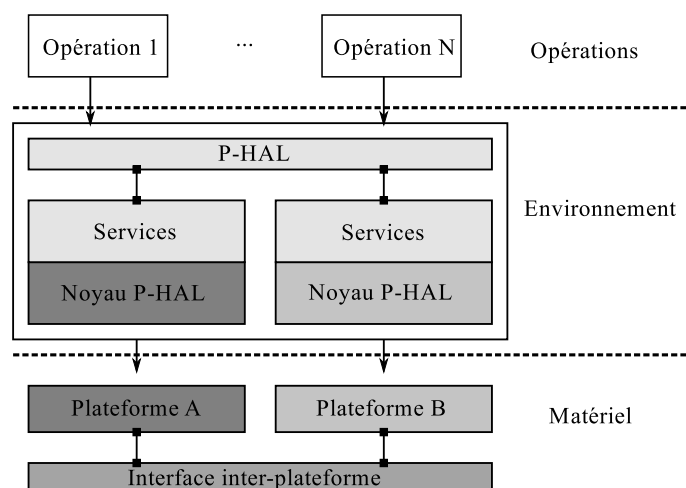 Opération 1
...
Opération N
Opérations
P-HAL
Services
Services
Environnement
Noyau P-HAL
Noyau P-HAL
Plateforme A
Plateforme B
Matériel
Interface inter-plateforme